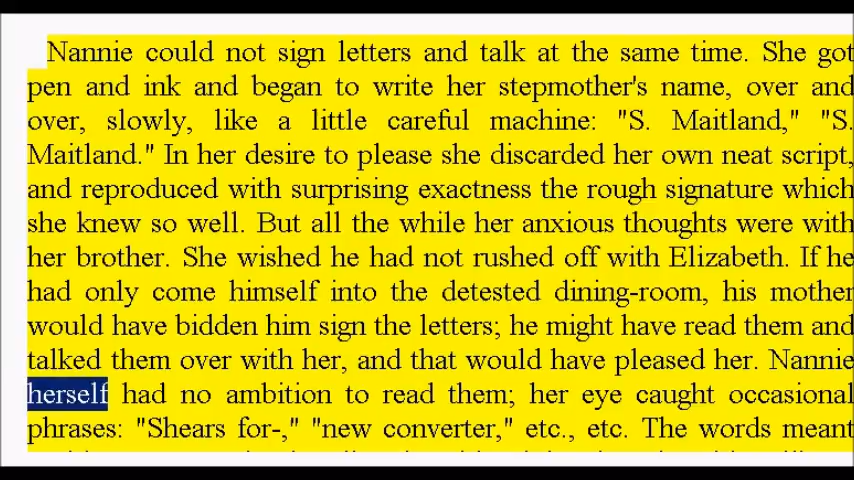 Nannie could not sign letters and talk at the same time. She got
pen and ink and began to write her stepmother's name, over and
over, slowly, like a little careful machine: "S. Maitland," "S.
Maitland." In her desire to please she discarded her own neat script,
and reproduced with surprising exactness the rough signature which
she knew so well. But all the while her anxious thoughts were with
her brother. She wished he had not rushed off with Elizabeth. If he
had only come himself into the detested dining-room, his mother
would have bidden him sign the letters; he might have read them and
talked them over with her, and that would have pleased her. Nannie
herself had no ambition to read them; her eye caught occasional
phrases: "Shears for-," "new converter," etc., etc. The words meant